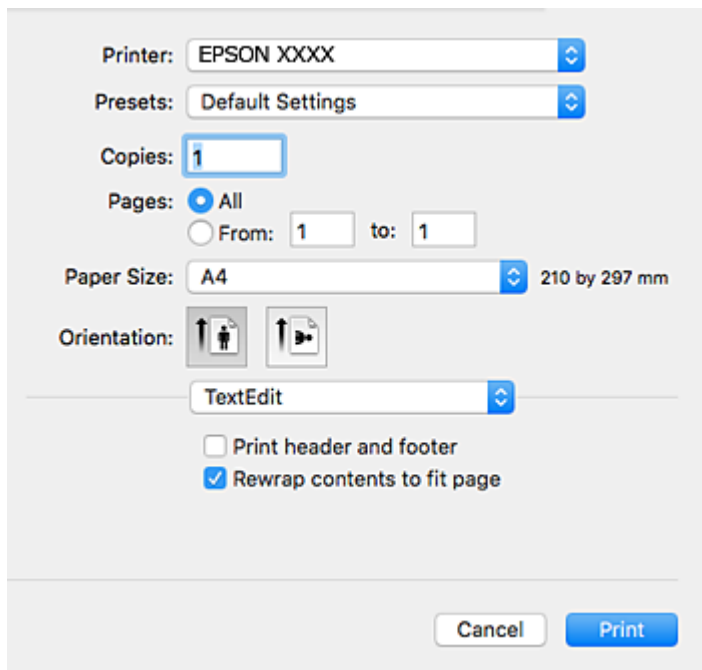 Printer: EPSON XXXX
Presets: Default Settings
Copies: 1
Pages: All
From: 1 to: 1
Paper Size: A4 210 by 297 mm
Orientation:
TextEdit
Print header and footer
Rewrap contents to fit page
Cancel Print